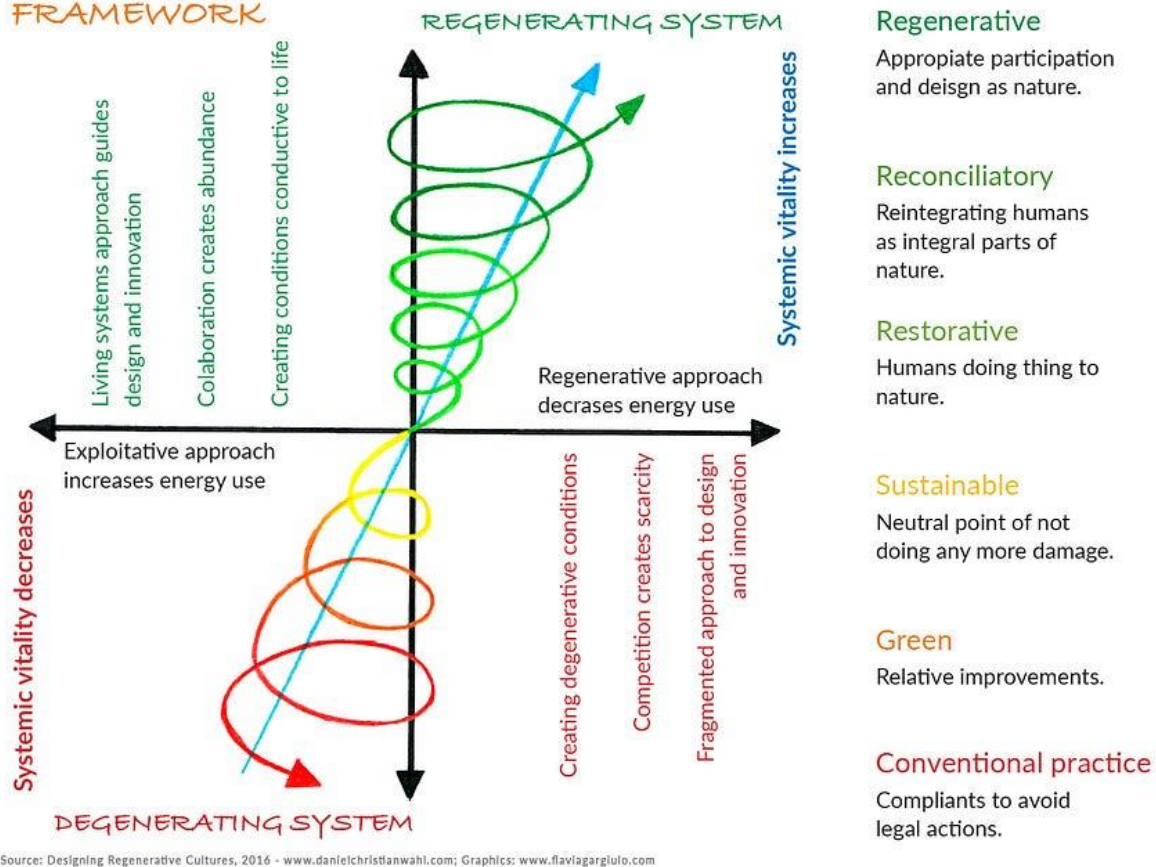 FRAMEWORK
REGENERATING SYSTEM
Living systems approach guides
design and innovation
Colaboration creates abundance
Creating conditions conductive to life
Systemic vitality increases
Regenerative approach
decrases energy use
Exploitative approach
increases energy use
Systemic vitality decreases
Creating degenerative conditions
Competition creates scarcity
Fragmented approach to design
and innovation
DEGENERATING SYSTEM
Regenerative
Appropiate participation
and deisgn as nature.
Reconciliatory
Reintegrating humans
as integral parts of
nature.
Restorative
Humans doing thing to
nature.
Sustainable
Neutral point of not
doing any more damage.
Green
Relative improvements.
Conventional practice
Compliants to avoid
legal actions.
Source: Designing Regenerative Cultures, 2016 - www.danielchristianwahl.com; Graphics: www.flaviagargiulo.com